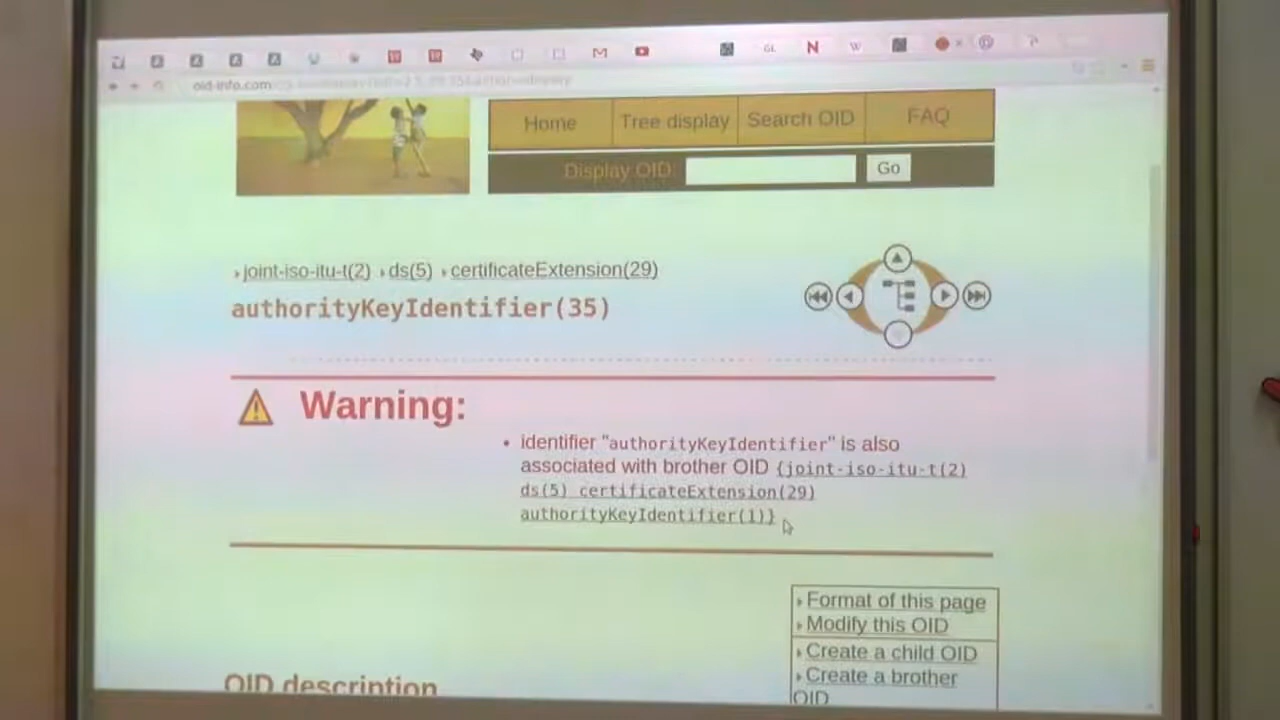 oid-info.com
Home Tree display Search OID FAQ
Display OID: Go
joint-iso-itu-t(2) ds(5) certificateExtension(29)
authorityKeyIdentifier(35)
Warning:
• identifier "authorityKeyIdentifier" is also
associated with brother OID {joint-iso-itu-t(2)
ds(5) certificateExtension(29)
authorityKeyIdentifier(1)}
Format of this page
Modify this OID
Create a child OID
Create a brother
OID
OID description